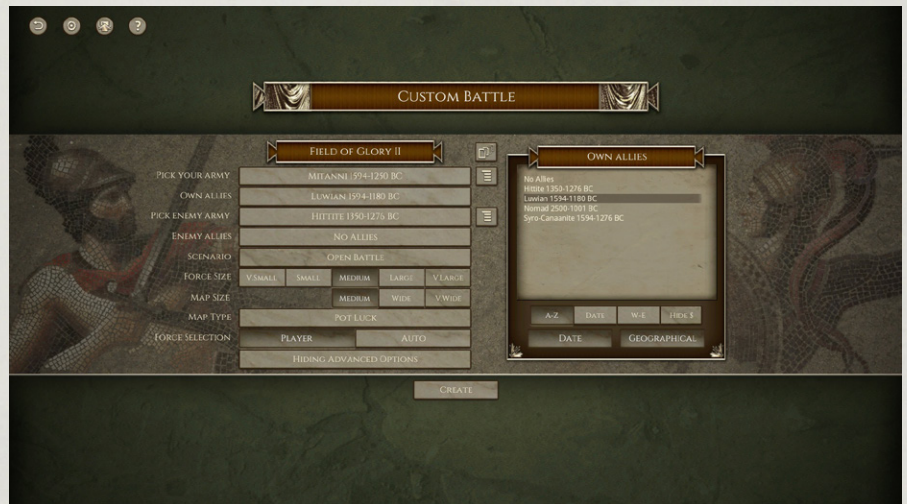 CUSTOM BATTLE
FIELD OF GLORY II
PICK YOUR ARMY MITANNI 1594-1250 BC
OWN ALLIES LUWIAN 1594-1180 BC
PICK ENEMY ARMY HITTITE 1350-1276 BC
ENEMY ALLIES NO ALLIES
SCENARIO OPEN BATTLE
FORCE SIZE V.SMALL SMALL MEDIUM LARGE V.LARGE
MAP SIZE MEDIUM WIDE V.WIDE
MAP TYPE POT LUCK
FORCE SELECTION PLAYER AUTO
HIDING ADVANCED OPTIONS
OWN ALLIES
No Allies
Hittite 1350-1276 BC
Luwian 1594-1180 BC
Nomad 2500-1001 BC
Syro-Canaanite 1594-1276 BC
A-Z DATE W-E HIDE $
DATE GEOGRAPHICAL
CREATE
?